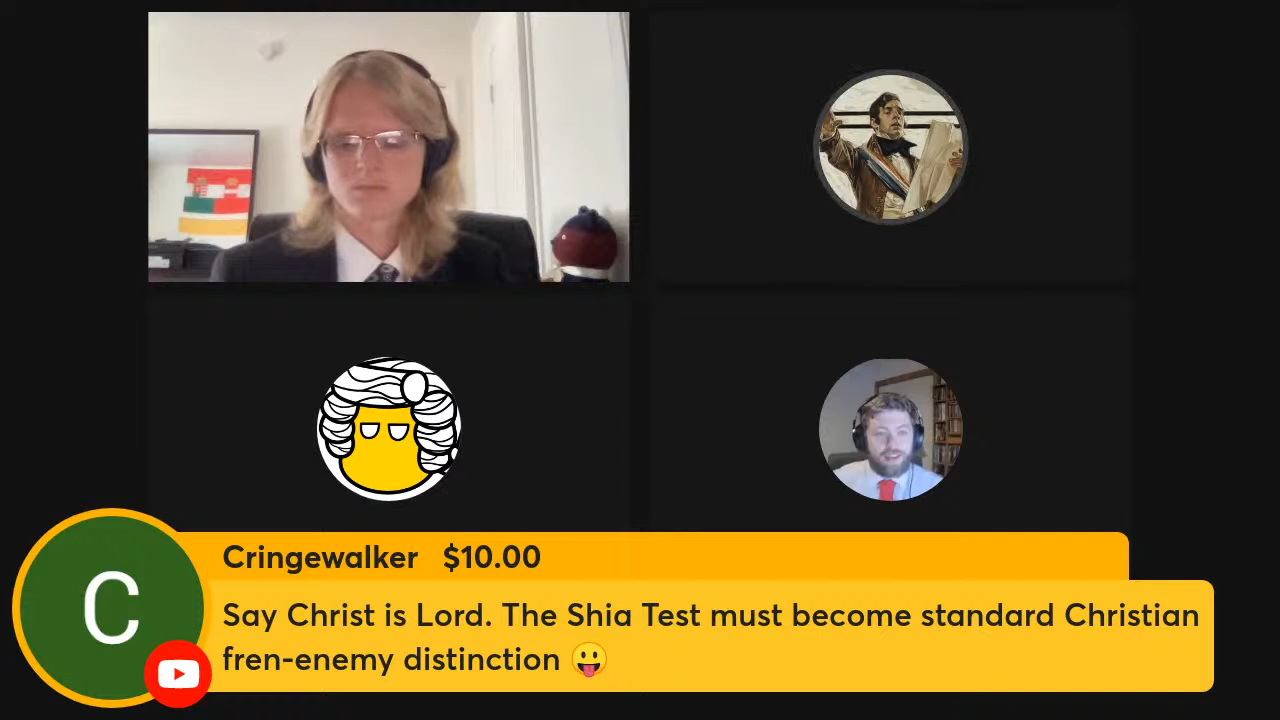 C
Cringewalker $10.00
Say Christ is Lord. The Shia Test must become standard Christian
fren-enemy distinction 😛